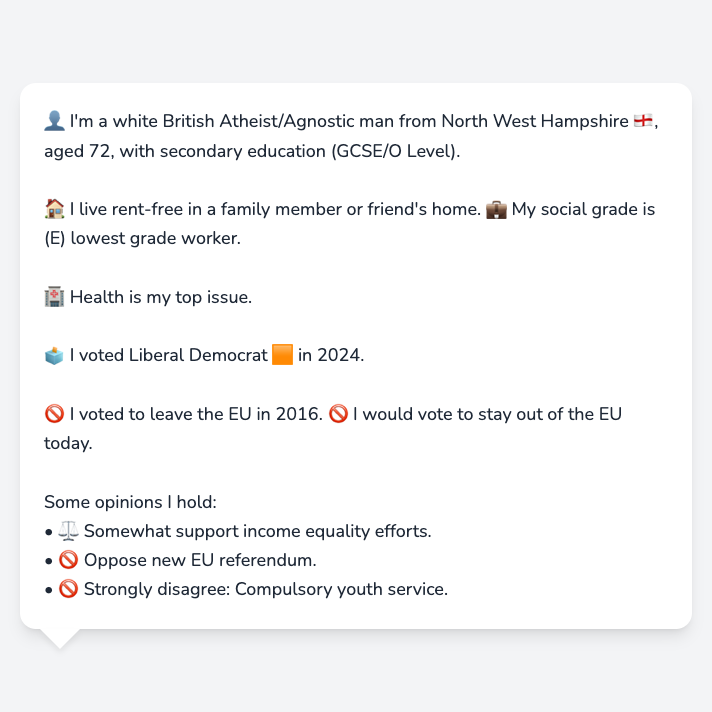 👤 I'm a white British Atheist/Agnostic man from North West Hampshire 🏴󠁧󠁢󠁥󠁮󠁧󠁿,
aged 72, with secondary education (GCSE/O Level).
🏠 I live rent-free in a family member or friend's home. 💼 My social grade is
(E) lowest grade worker.
🏥 Health is my top issue.
🗳️ I voted Liberal Democrat 🟧 in 2024.
🚫 I voted to leave the EU in 2016. 🚫 I would vote to stay out of the EU
today.
Some opinions I hold:
• ⚖️ Somewhat support income equality efforts.
• 🚫 Oppose new EU referendum.
• 🚫 Strongly disagree: Compulsory youth service.